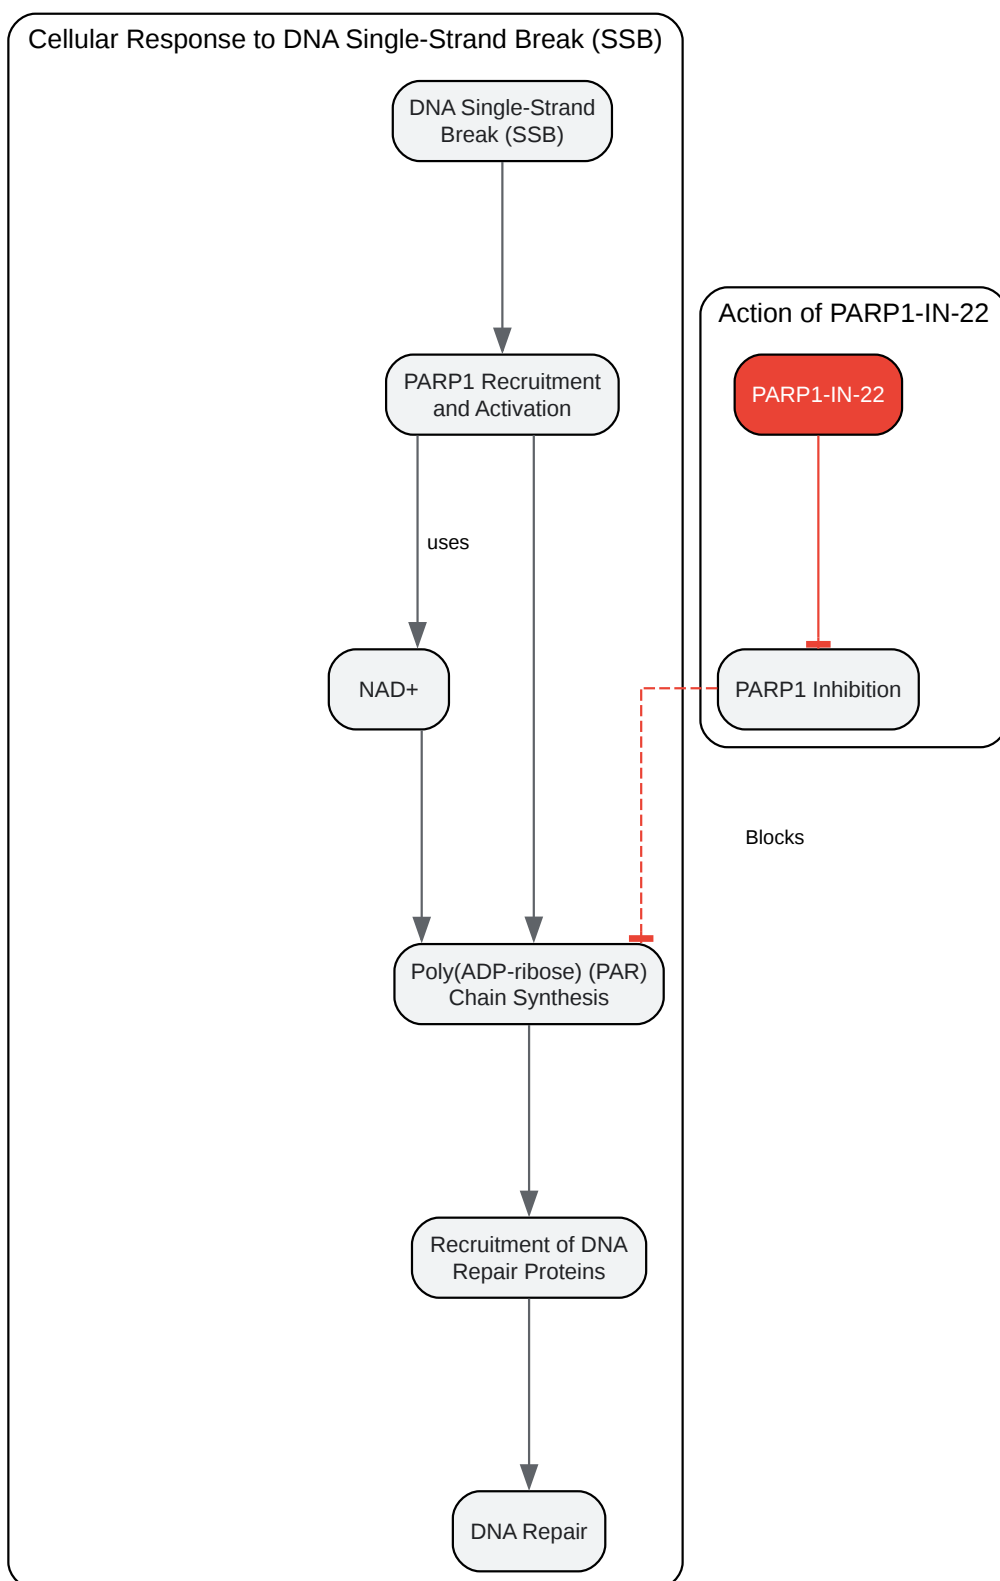 Cellular Response to DNA Single-Strand Break (SSB)
DNA Single-Strand
Break (SSB)
Action of PARP1-IN-22
PARP1 Recruitment
and Activation
PARP1-IN-22
uses
NAD+
PARP1 Inhibition
Blocks
Poly(ADP-ribose) (PAR)
Chain Synthesis
Recruitment of DNA
Repair Proteins
DNA Repair